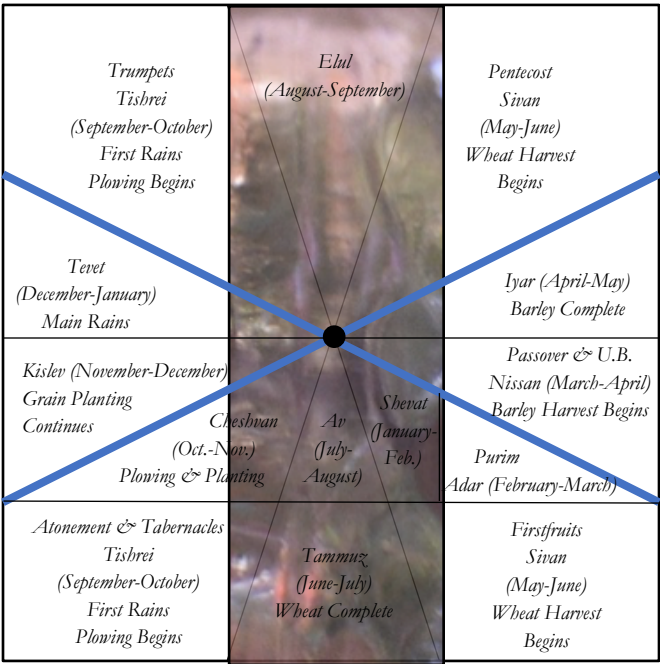 Trumpets
Tishrei
(September-October)
First Rains
Plowing Begins
Elul
(August-September)
Pentecost
Sivan
(May-June)
Wheat Harvest
Begins
Tevet
(December-January)
Main Rains
Iyar (April-May)
Barley Complete
Kislev (November-December)
Grain Planting
Continues
Cheshvan
(Oct.-Nov.)
Plowing & Planting
Av
(July-
August)
Shevat
(January-
Feb.)
Passover & U.B.
Nissan (March-April)
Barley Harvest Begins
Purim
Adar (February-March)
Atonement & Tabernacles
Tishrei
(September-October)
First Rains
Plowing Begins
Tammuz
(June-July)
Wheat Complete
Firstfruits
Sivan
(May-June)
Wheat Harvest
Begins